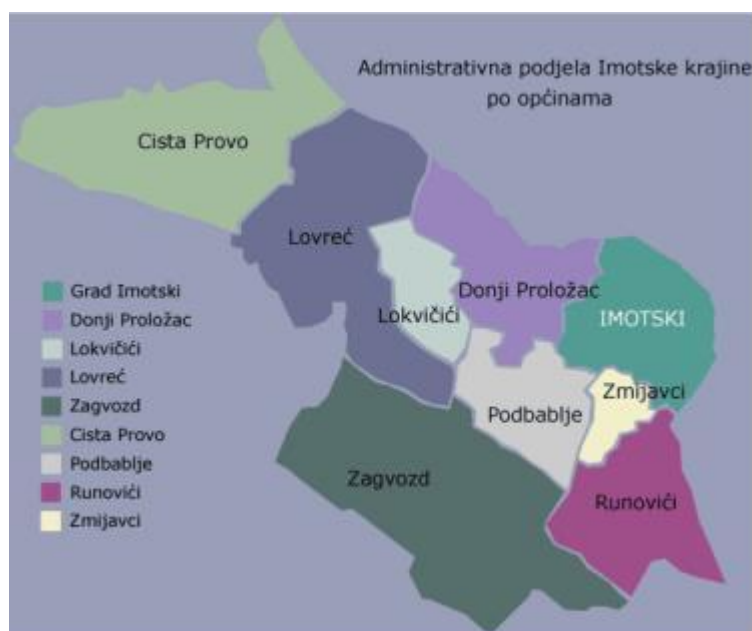 Administrativna podjela Imotske krajine
po općinama
Cista Provo
Lovreć
Lokvičići
Donji Proložac
IMOTSKI
Zmijavci
Podbablje
Zagvozd
Runovići
Grad Imotski
Donji Proložac
Lokvičići
Lovreć
Zagvozd
Cista Provo
Podbablje
Runovići
Zmijavci